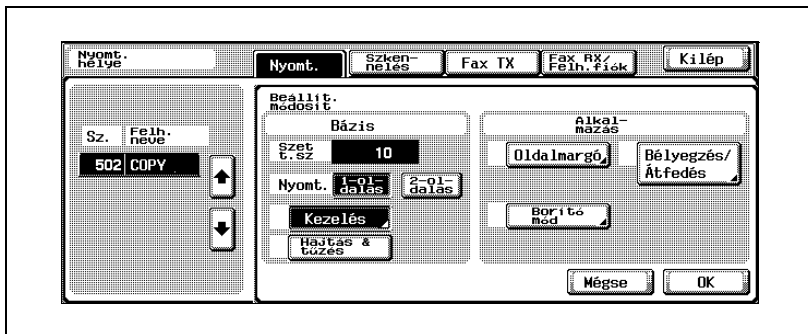 Nyomt.
helye
Nyomt.
Szken-
nelés
Fax TX
Fax RX/
Felh.fiók
Kilép
Beállít.
módosít
Sz.
Felh.
neve
502 COPY
Bázis
Szet
t.sz
10
Nyomt.
1-ol-
dalas
2-ol-
dalas
Kezelés
Hajtás &
tűzés
Alkal-
mazás
Oldalmargó
Bélyegzés/
Átfedés
Borító
mód
Mégse
OK